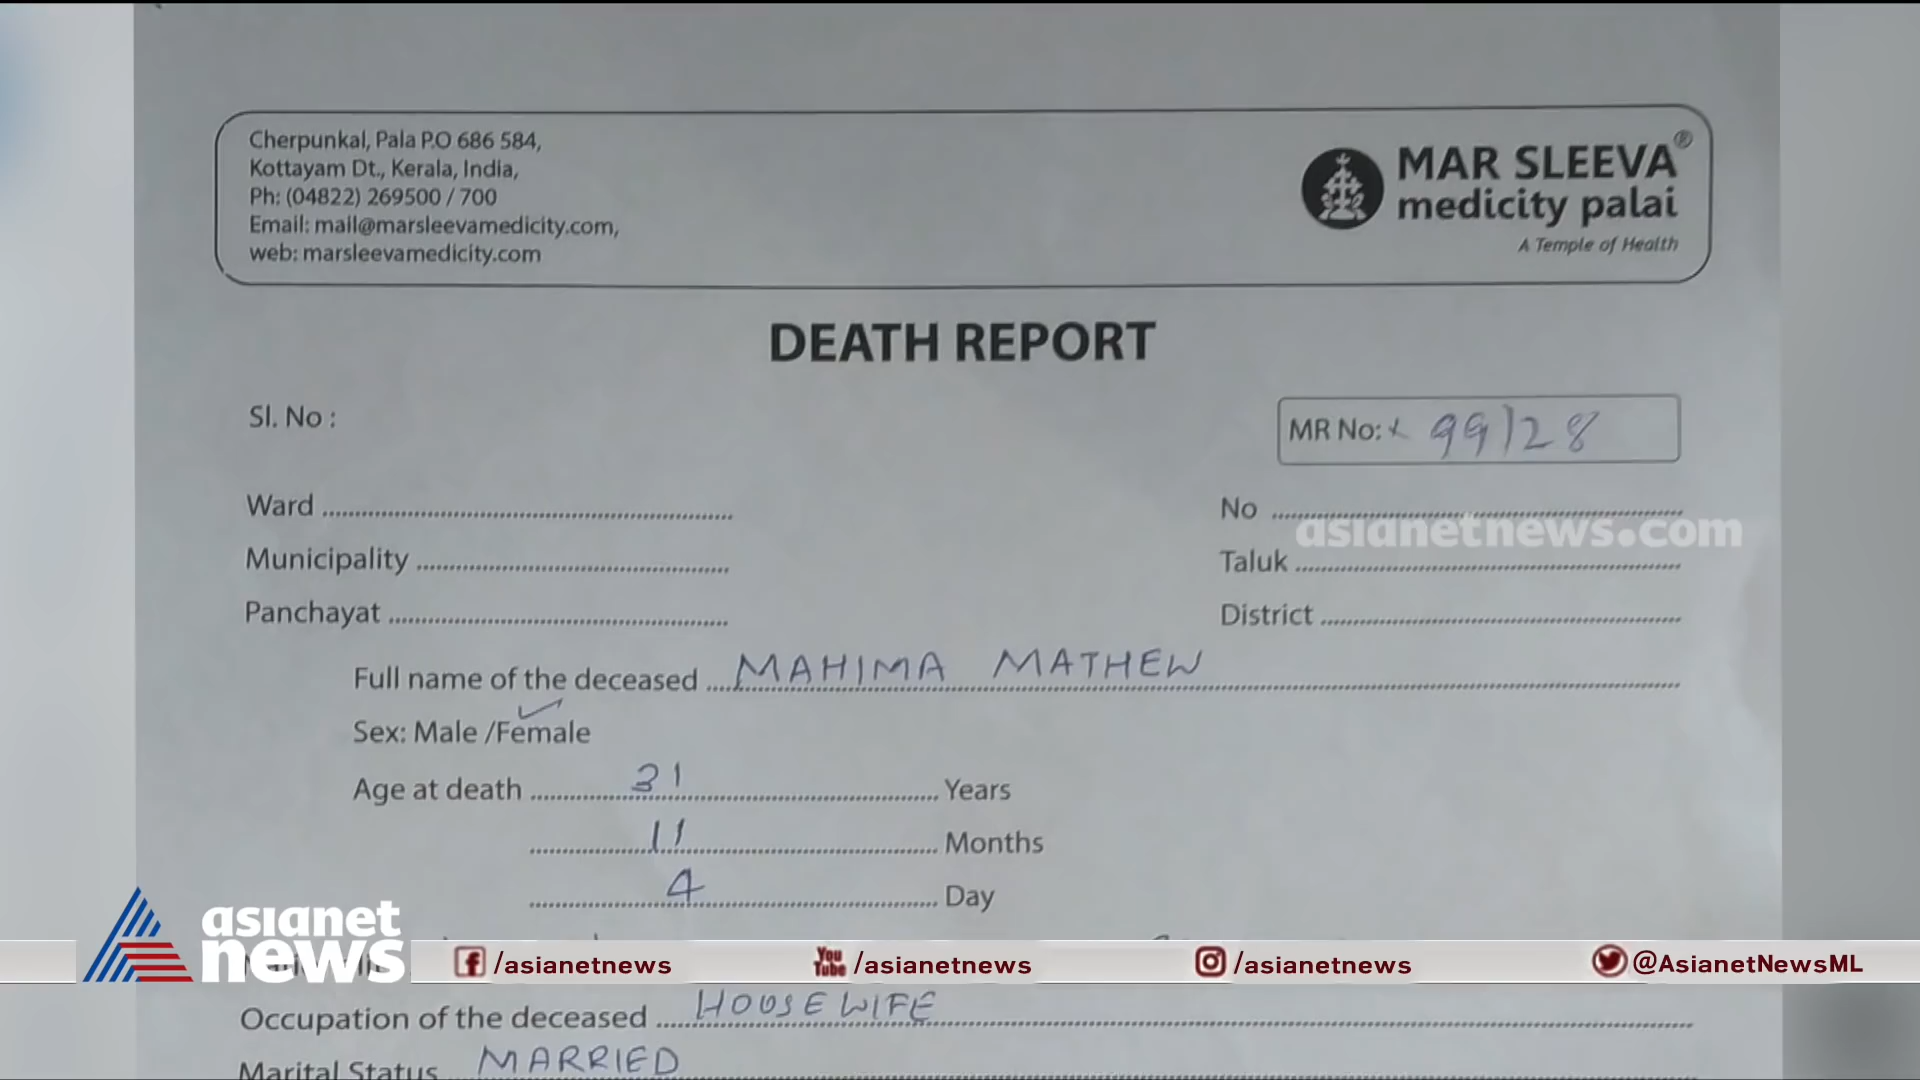 Cherpunkal, Pala P.O 686 584,
Kottayam Dt., Kerala, India,
Ph: (04822) 269500 / 700
Email: mail@marsleevamedicity.com,
web: marsleevamedicity.com
MAR SLEEVA®
medicity palai
A Temple of Health
DEATH REPORT
Sl. No :
MR No: 99128
Ward
No
asianetnews.com
Municipality
Taluk
Panchayat
District
Full name of the deceased MAHIMA MATHEW
Sex: Male /Female
Age at death 31 Years
11 Months
4 Day
asianet
news
/asianetnews
You Tube /asianetnews
/asianetnews
@AsianetNewsML
Occupation of the deceased HOUSE WIFE
Marital Status MARRIED